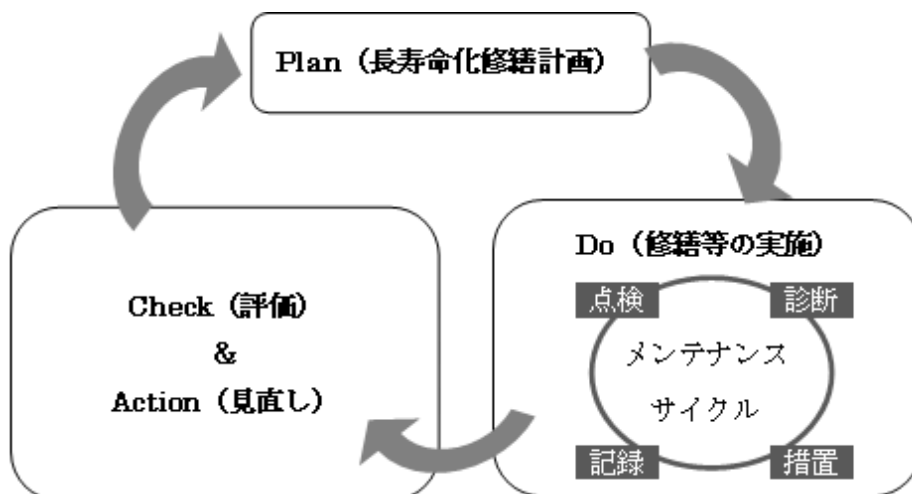 Plan（長寿命化修繕計画）
Do（修繕等の実施）
点検
診断
メンテナンス
サイクル
記録
措置
Check（評価）
&
Action（見直し）